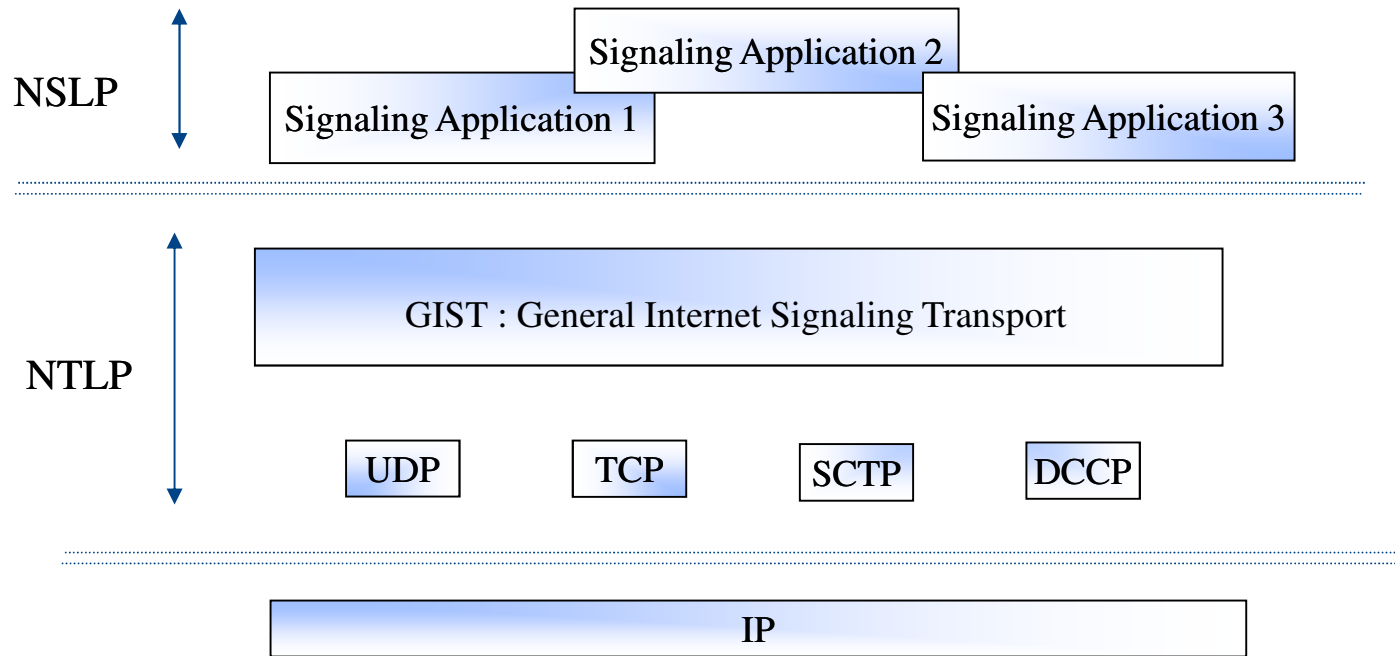 NSLP
Signaling Application 1
Signaling Application 2
Signaling Application 3
NTLP
GIST : General Internet Signaling Transport
UDP
TCP
SCTP
DCCP
IP